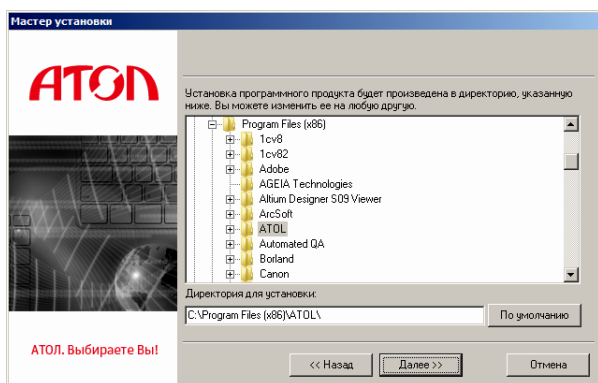 Мастер установки
АТОЛ
Установка программного продукта будет произведена в директорию, указанную
ниже. Вы можете изменить ее на любую другую.
Program Files (x86)
1cv8
1cv82
Adobe
AGEIA Technologies
Altium Designer S09 Viewer
ArcSoft
ATOL
Automated QA
Borland
Canon
Директория для установки:
C:\Program Files (x86)\ATOL\
По умолчанию
АТОЛ. Выбираете Вы!
<< Назад
Далее >>
Отмена